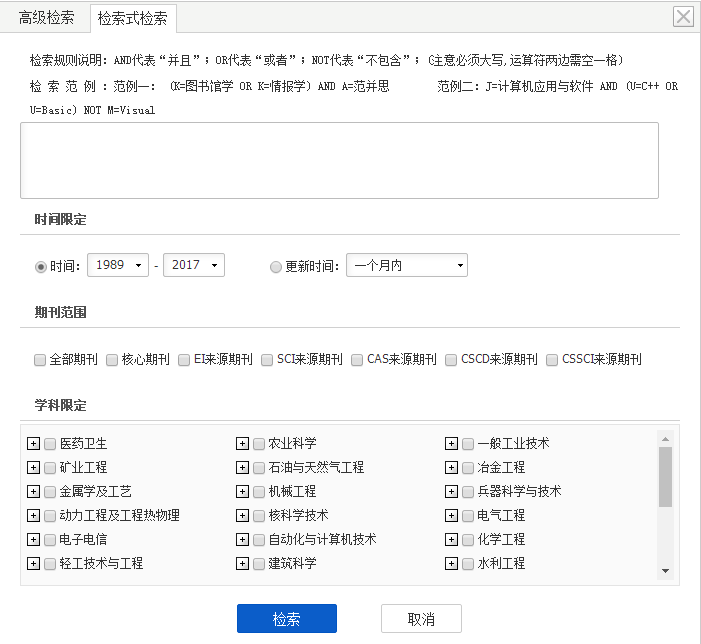 高级检索 检索式检索
检索规则说明：AND代表“并且”；OR代表“或者”；NOT代表“不包含”；(注意必须大写,运算符两边需空一格)
检 索 范 例 ：范例一： (K=图书馆学 OR K=情报学) AND A=范并思 范例二：J=计算机应用与软件 AND (U=C++ OR
U=Basic) NOT M=Visual
时间限定
时间： 1989 - 2017 更新时间： 一个月内
期刊范围
全部期刊 核心期刊 EI来源期刊 SCI来源期刊 CAS来源期刊 CSCD来源期刊 CSSCI来源期刊
学科限定
医药卫生 农业科学 一般工业技术
矿业工程 石油与天然气工程 冶金工程
金属学及工艺 机械工程 兵器科学与技术
动力工程及工程热物理 核科学技术 电气工程
电子电信 自动化与计算机技术 化学工程
轻工技术与工程 建筑科学 水利工程
检索 取消